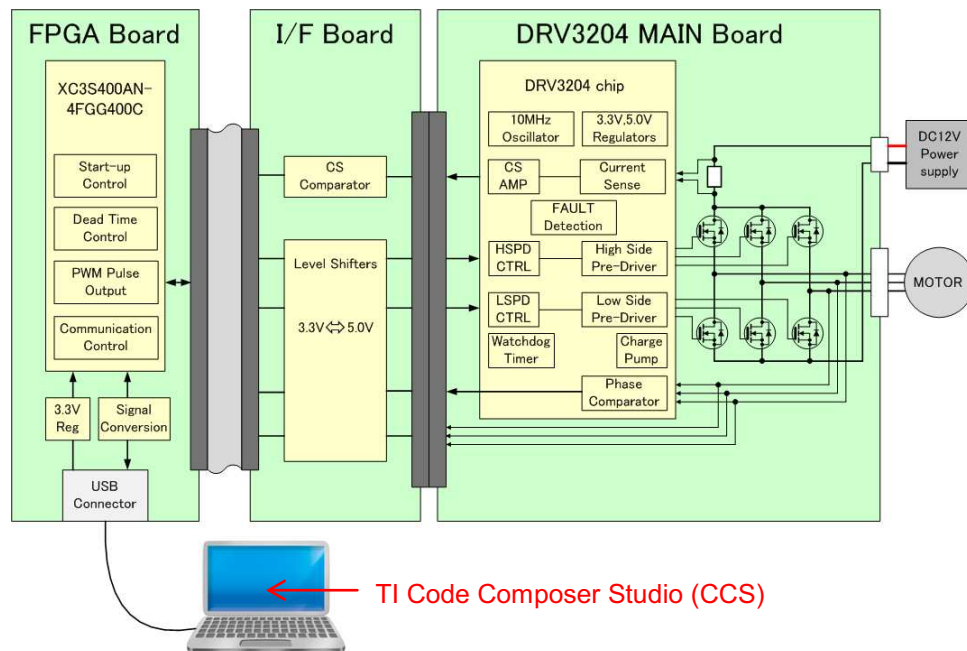 FPGA Board
XC3S400AN-
4FGG400C
Start-up
Control
Dead Time
Control
PWM Pulse
Output
Communication
Control
3.3V
Reg
Signal
Conversion
USB
Connector
I/F Board
CS
Comparator
Level Shifters
3.3V⇔5.0V
DRV3204 MAIN Board
DRV3204 chip
10MHz
Oscillator
3.3V,5.0V
Regulators
CS
AMP
Current
Sense
FAULT
Detection
HSPD
CTRL
High Side
Pre-Driver
LSPD
CTRL
Low Side
Pre-Driver
Watchdog
Timer
Charge
Pump
Phase
Comparator
DC12V
Power
supply
MOTOR
TI Code Composer Studio (CCS)